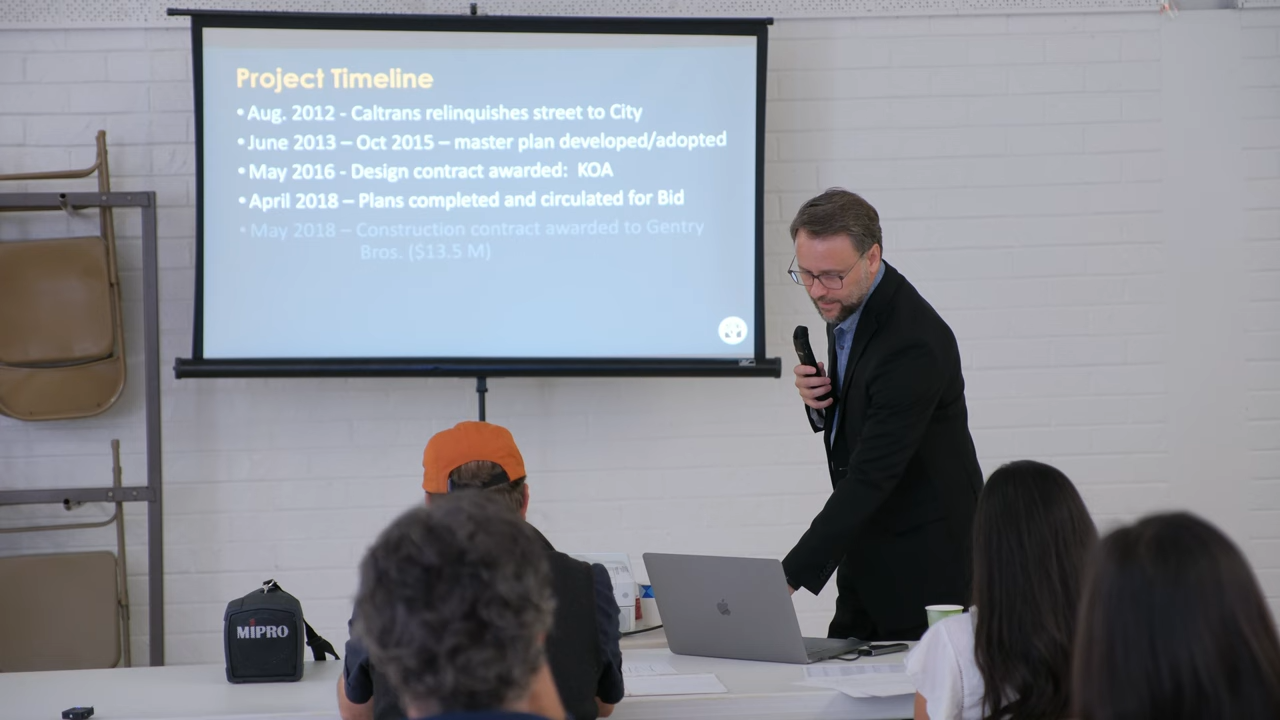 Project Timeline
• Aug. 2012 - Caltrans relinquishes street to City
• June 2013 – Oct 2015 – master plan developed/adopted
• May 2016 - Design contract awarded:  KOA
• April 2018 – Plans completed and circulated for Bid
• May 2018 – Construction contract awarded to Gentry
Bros. ($13.5 M)
MIPRO